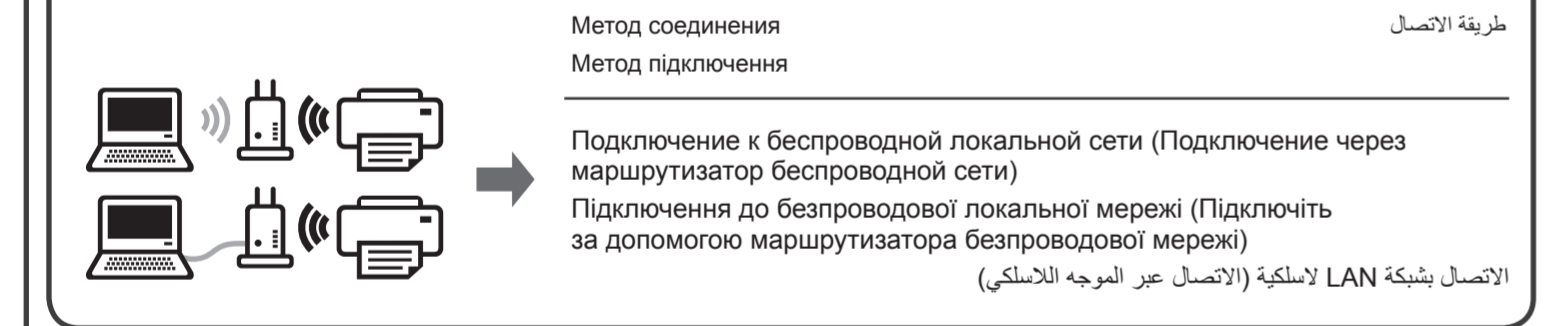 Метод соединения
طريقة الاتصال
Метод підключення
Подключение к беспроводной локальной сети (Подключение через
маршрутизатор беспроводной сети)
Підключення до безпроводової локальної мережі (Підключіть
за допомогою маршрутизатора безпроводової мережі)
الاتصال بشبكة LAN لاسلكية (الاتصال عبر الموجه اللاسلكي)